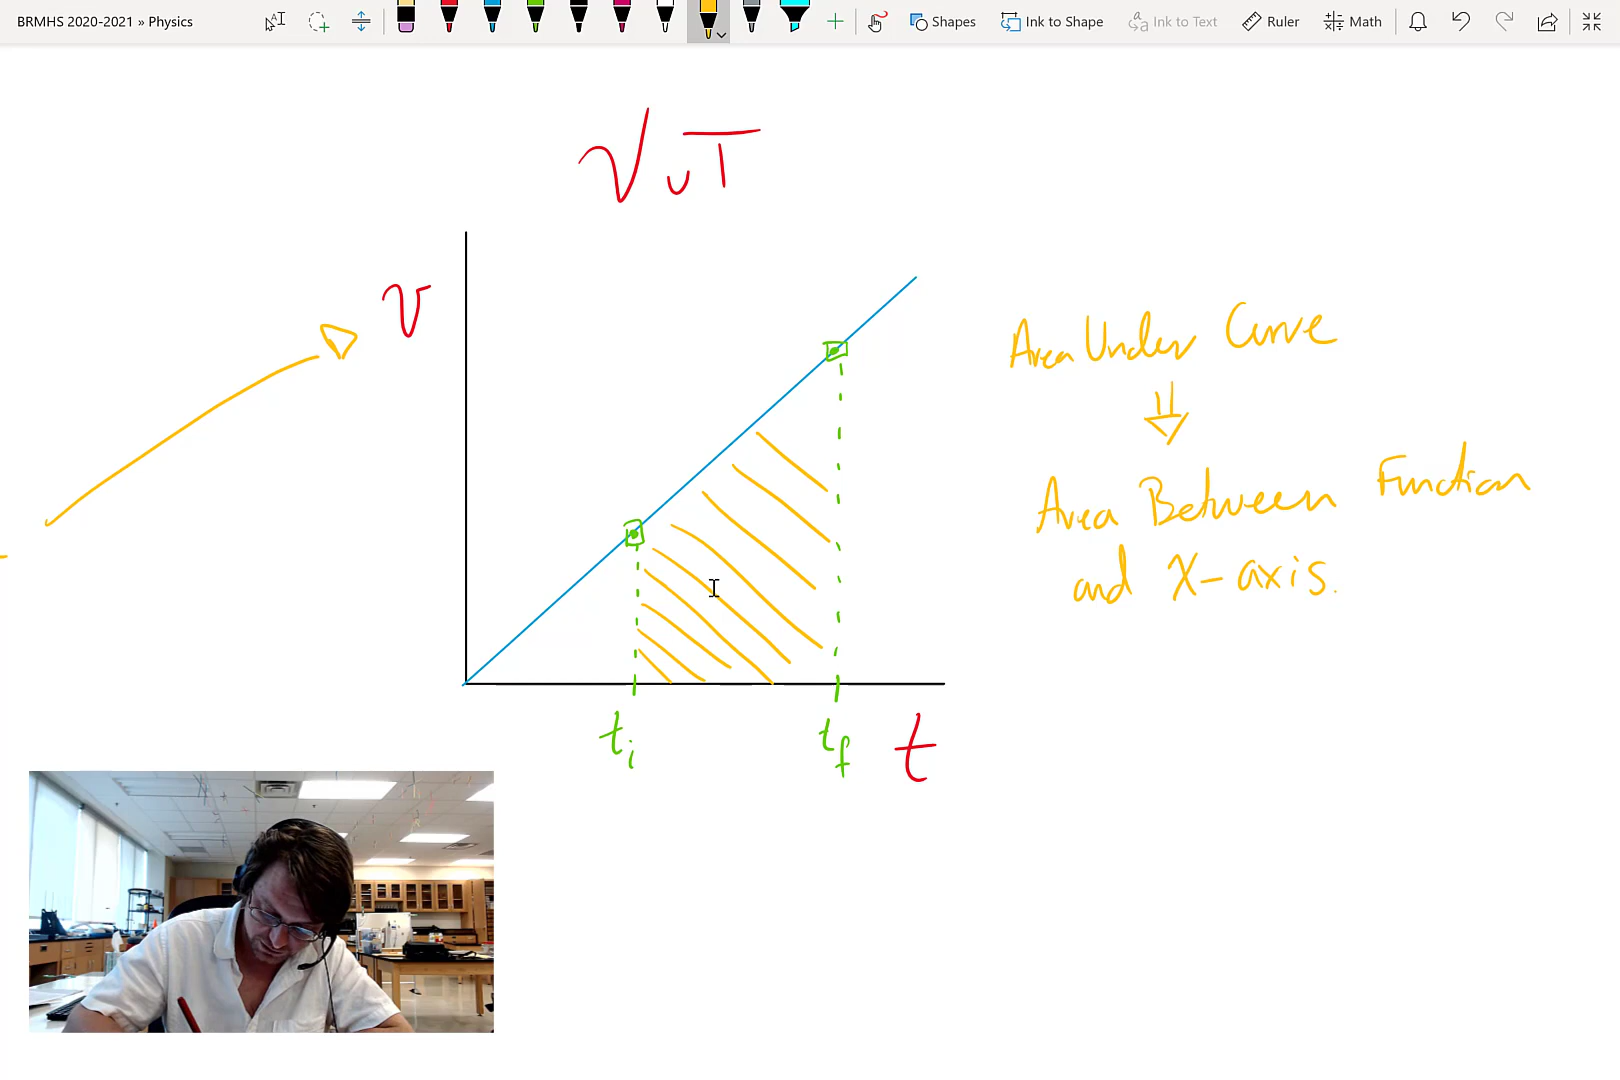 BRMHS 2020-2021 » Physics
Shapes
Ink to Shape
Ink to Text
Ruler
Math
V v T
v
Area Under Curve
Area Between Function
and X-axis.
ti
tf
t